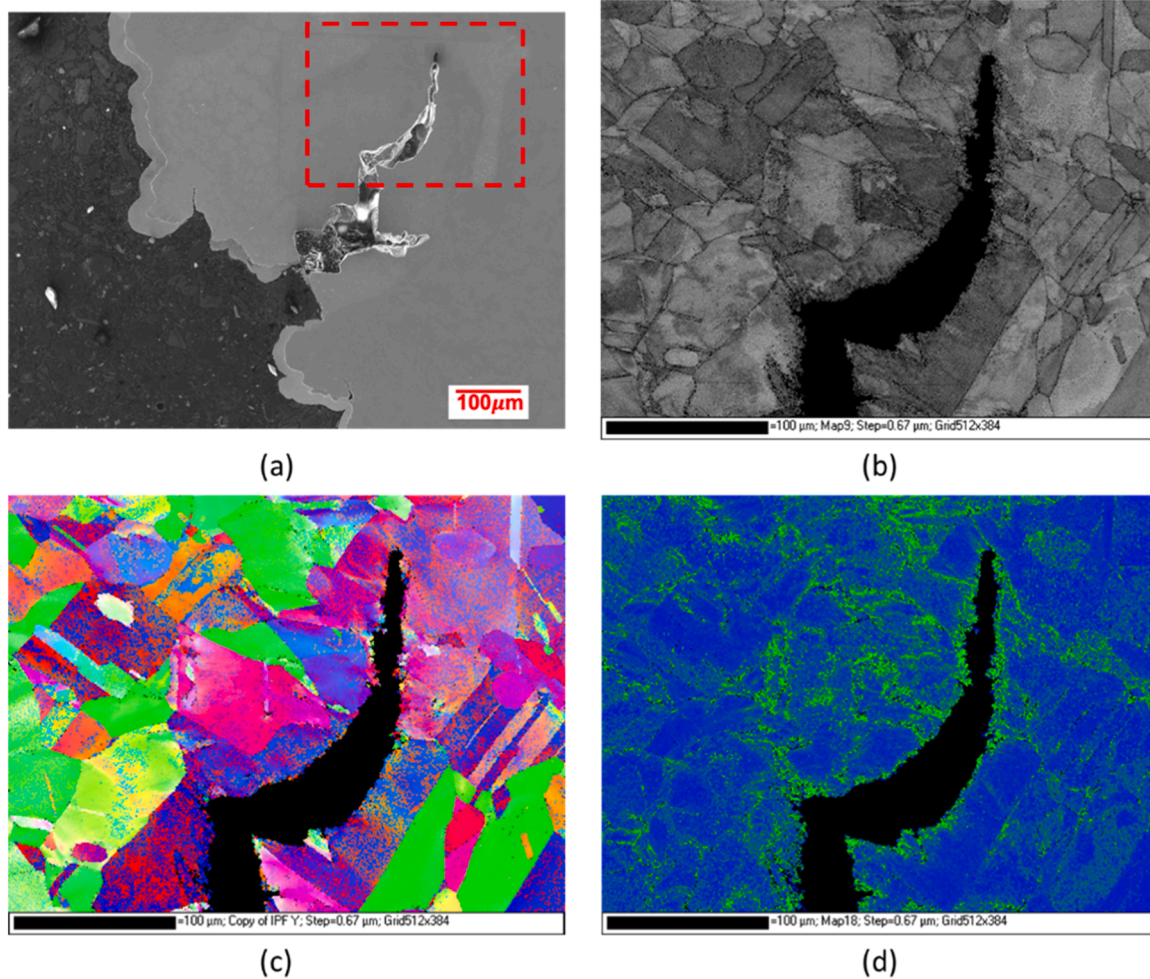 100μm
=100 µm; Map9; Step=0.67 µm; Grid512x384
(a)
(b)
=100 µm; Copy of IPF Y; Step=0.67 µm; Grid512x384
=100 µm; Map18; Step=0.67 µm; Grid512x384
(c)
(d)